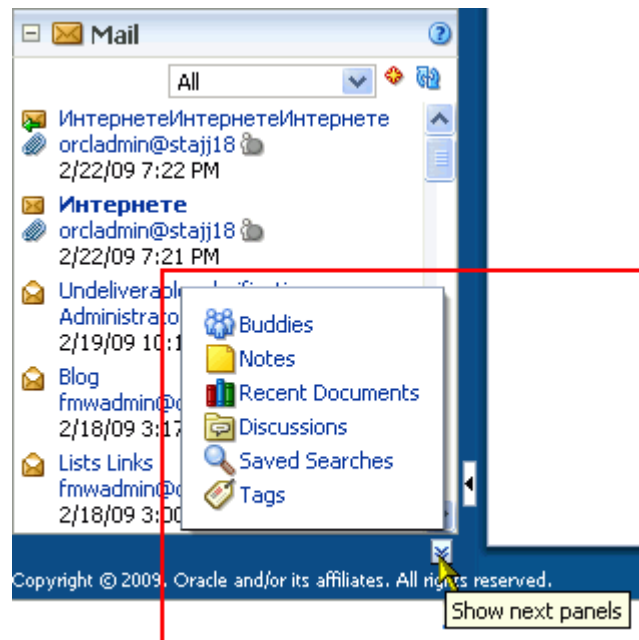 Mail
All
ИнтернетеИнтернетеИнтернете
orcladmin@stajj18
2/22/09 7:22 PM
Интернете
orcladmin@stajj18
2/22/09 7:21 PM
Administrato
2/19/09 10:1
Blog
fmwadmin@
2/18/09 3:17
Lists Links
fmwadmin@
2/18/09 3:00
Buddies
Notes
Recent Documents
Discussions
Saved Searches
Tags
Copyright © 2009, Oracle and/or its affiliates. All rights reserved.
Show next panels